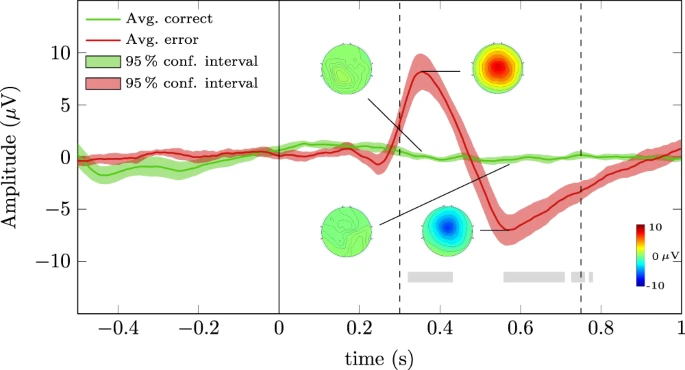 Avg. correct
Avg. error
95 % conf. interval
95 % conf. interval
Amplitude (μV)
10
5
0
−5
−10
10
0 μV
-10
−0.4
−0.2
0
0.2
0.4
0.6
0.8
1
time (s)